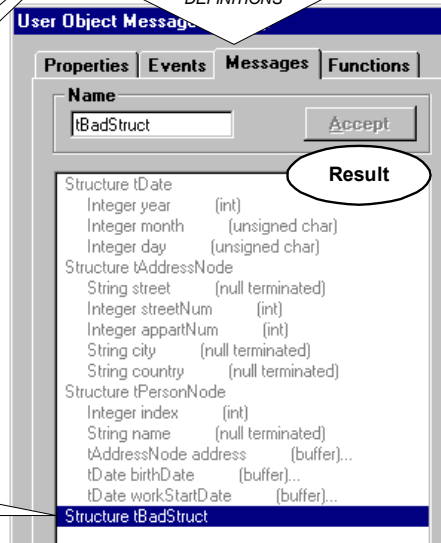 DEFINITIONS
User Object Messag
Properties Events Messages Functions
Name
tBadStruct Accept
Result
Structure tDate
Integer year (int)
Integer month (unsigned char)
Integer day (unsigned char)
Structure tAddressNode
String street (null terminated)
Integer streetNum (int)
Integer appartNum (int)
String city (null terminated)
String country (null terminated)
Structure tPersonNode
Integer index (int)
String name (null terminated)
tAddressNode address (buffer)...
tDate birthDate (buffer)...
tDate workStartDate (buffer)...
Structure tBadStruct